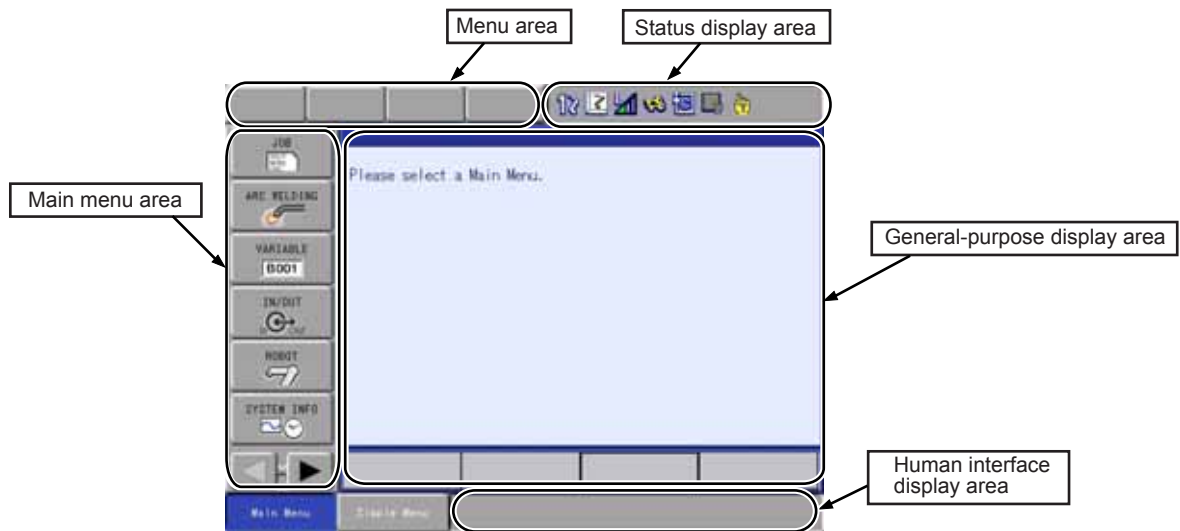 Menu area
Status display area
JOB
Please select a Main Menu.
ARC WELDING
Main menu area
VARIABLE
B001
General-purpose display area
IN/OUT
ROBOT
SYSTEM INFO
Human interface
display area
Main Menu
Simple Menu